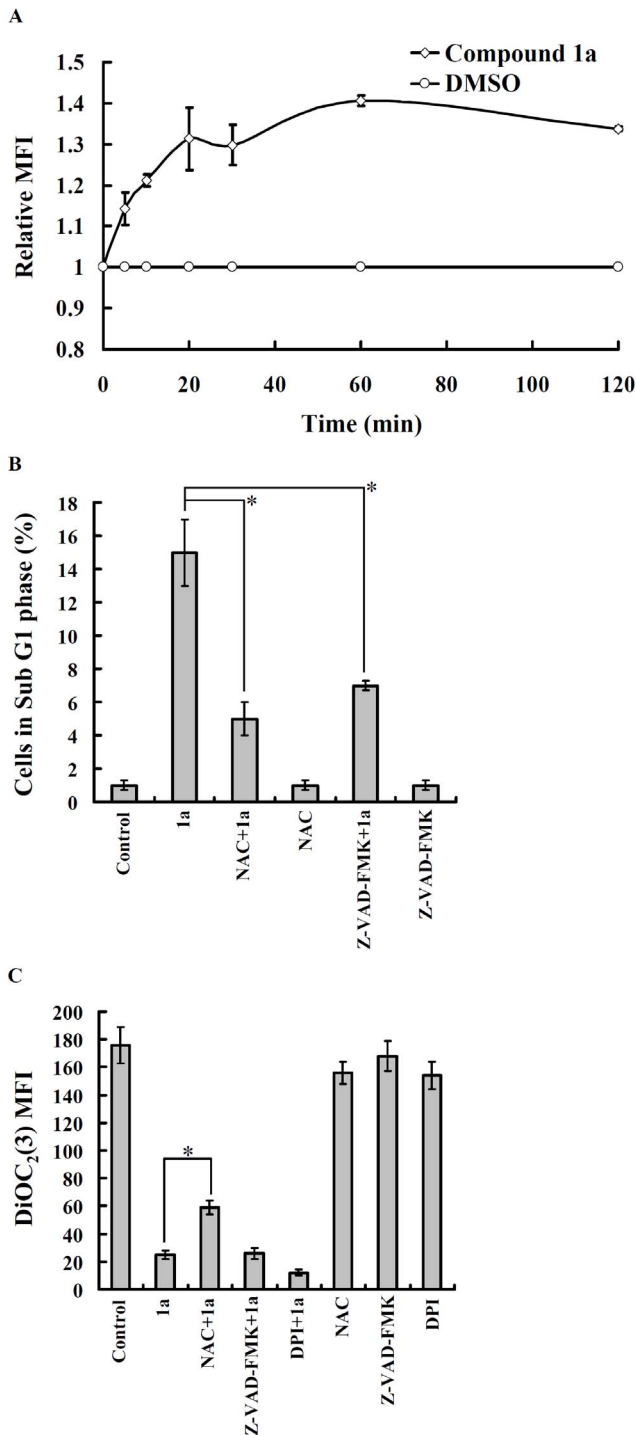 A
Compound 1a
DMSO
1.5
1.4
1.3
1.2
1.1
1
0.9
0.8
Relative MFI
0 20 40 60 80 100 120
Time (min)
B
18
16
14
12
10
8
6
4
2
0
Cells in Sub G1 phase (%)
*
*
Control
1a
NAC+1a
NAC
Z-VAD-FMK+1a
Z-VAD-FMK
C
200
180
160
140
120
100
80
60
40
20
0
DiOC2(3) MFI
*
Control
1a
NAC+1a
Z-VAD-FMK+1a
DPI+1a
NAC
Z-VAD-FMK
DPI